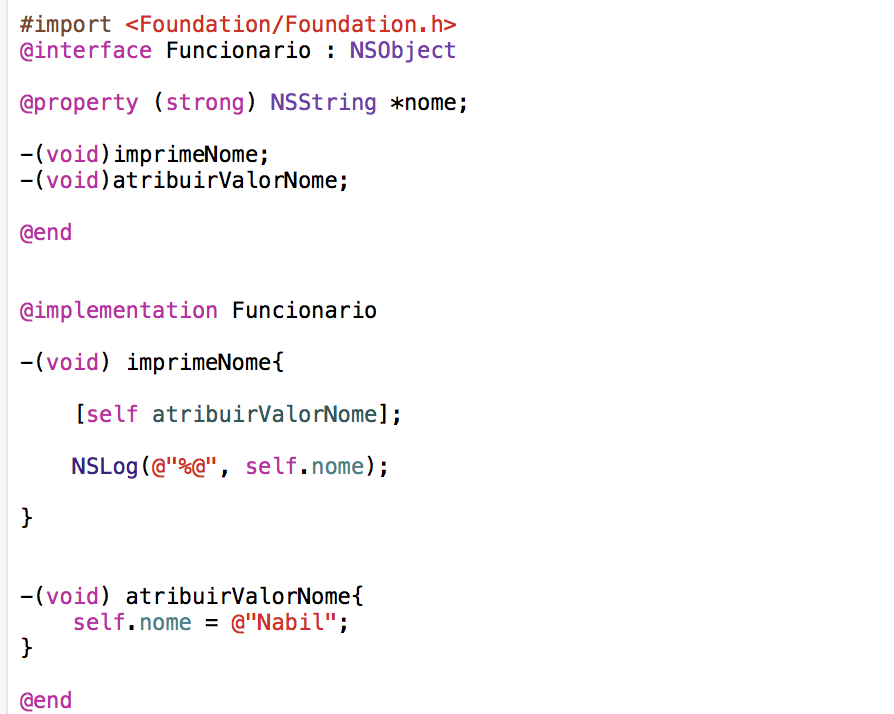 #import <Foundation/Foundation.h>
@interface Funcionario : NSObject
@property (strong) NSString *nome;
-(void)imprimeNome;
-(void)atribuirValorNome;
@end
@implementation Funcionario
-(void) imprimeNome{
[self atribuirValorNome];
NSLog(@"%@", self.nome);
}
-(void) atribuirValorNome{
self.nome = @"Nabil";
}
@end